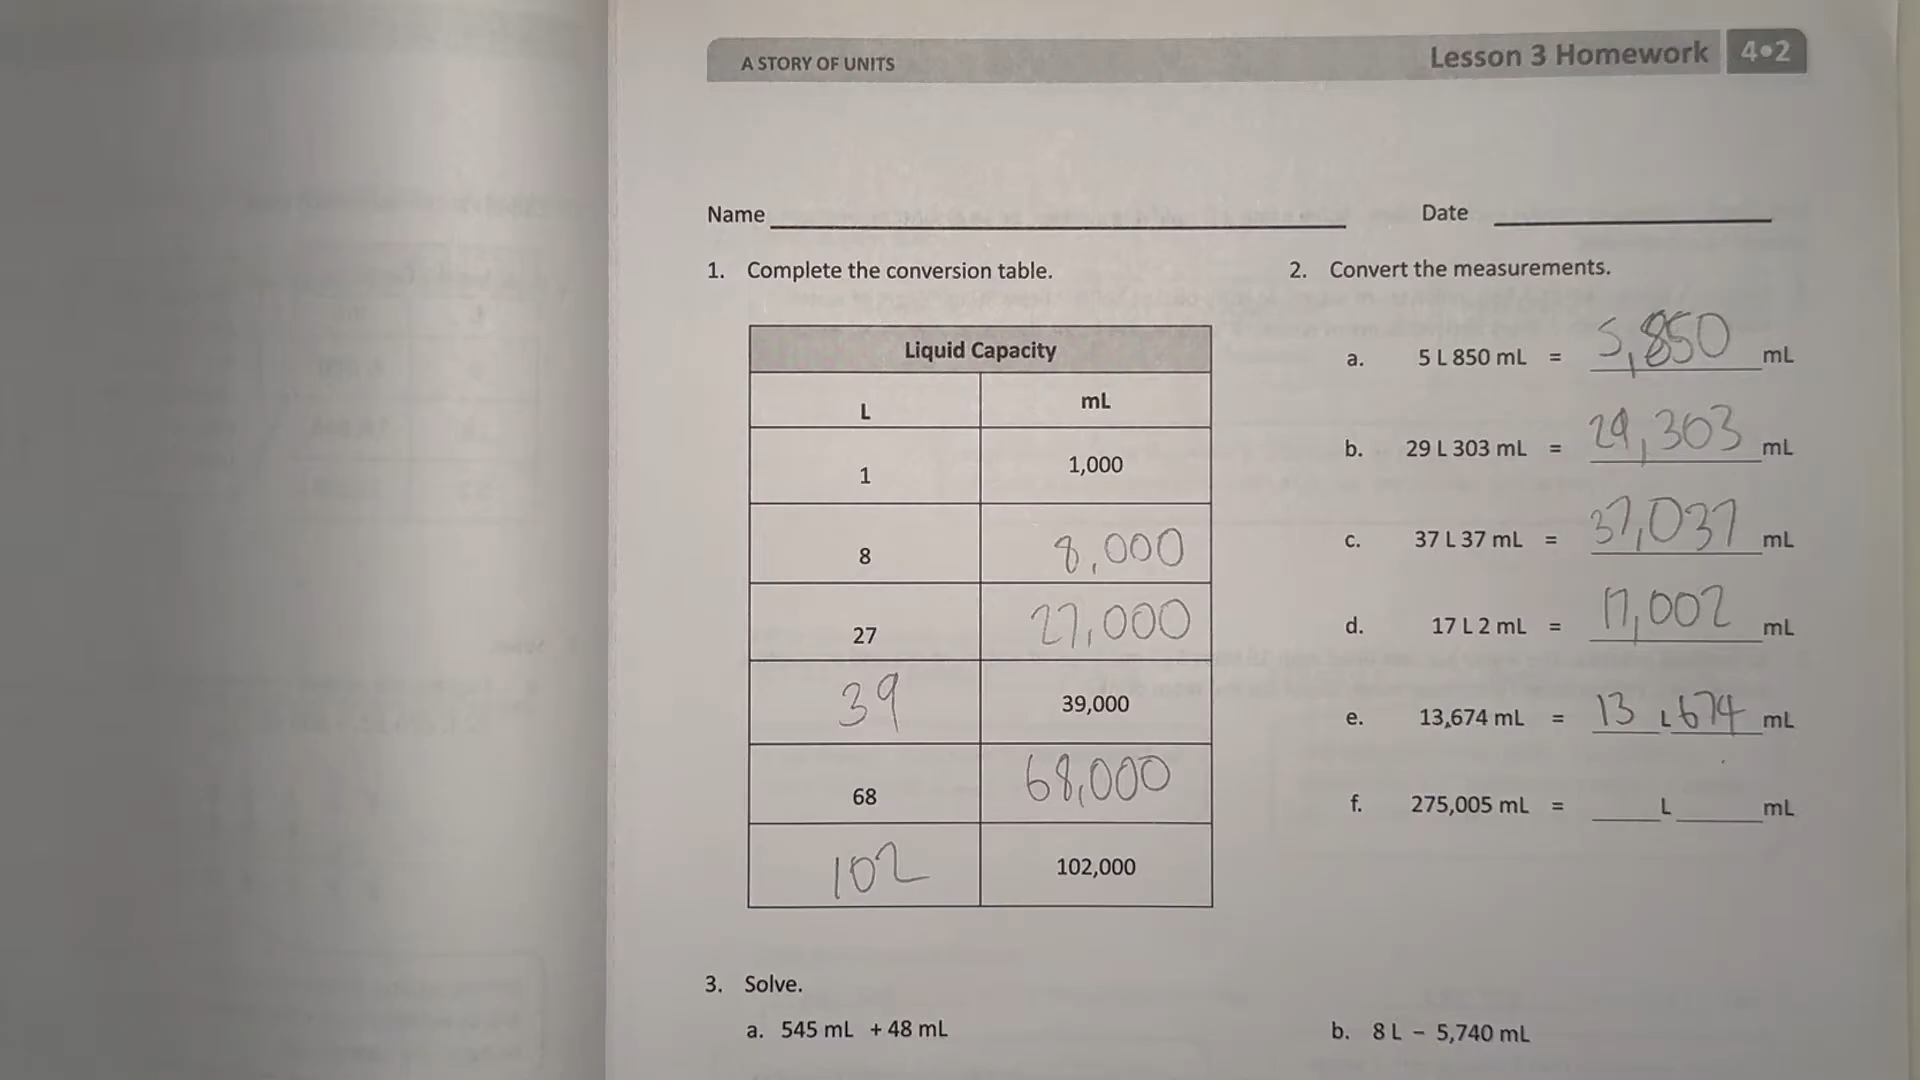 A STORY OF UNITS
Lesson 3 Homework 4•2
Name
Date
1. Complete the conversion table.
Liquid Capacity
L mL
1 1,000
8 8,000
27 27,000
39 39,000
68 68,000
102 102,000
2. Convert the measurements.
a. 5 L 850 mL = 5,850 mL
b. 29 L 303 mL = 29,303 mL
c. 37 L 37 mL = 37,037 mL
d. 17 L 2 mL = 17,002 mL
e. 13,674 mL = 13 L 674 mL
f. 275,005 mL = ____ L ____ mL
3. Solve.
a. 545 mL + 48 mL
b. 8 L – 5,740 mL